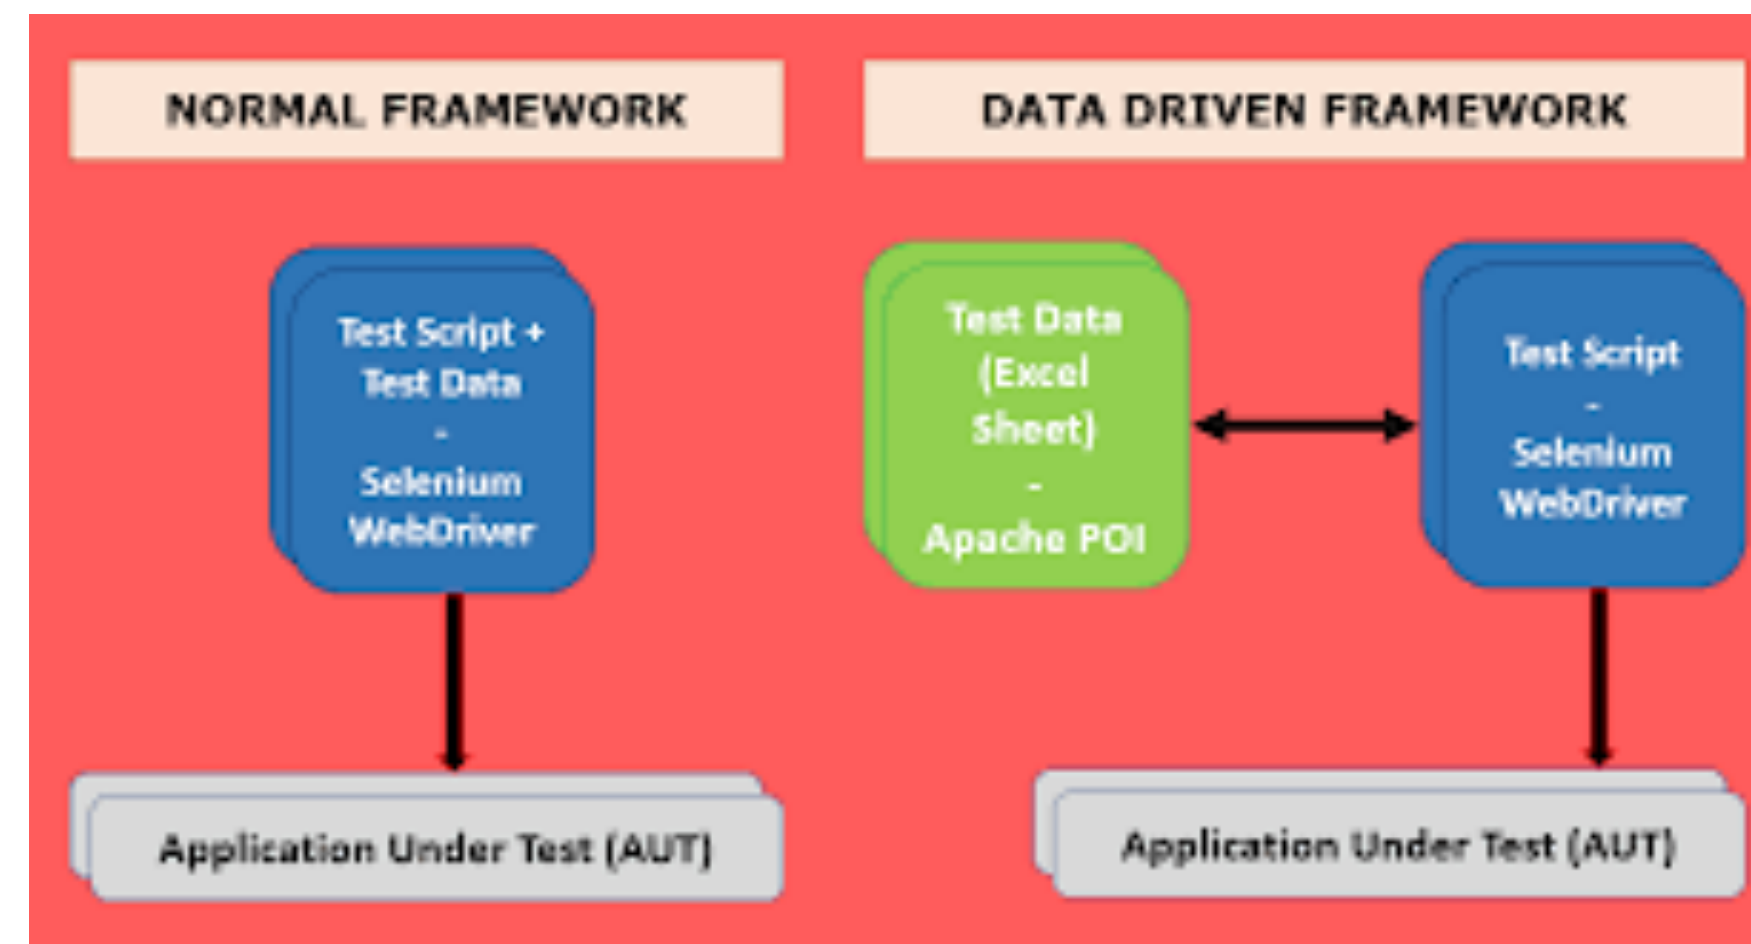 NORMAL FRAMEWORK
Test Script +
Test Data
-
Selenium
WebDriver
Application Under Test (AUT)
DATA DRIVEN FRAMEWORK
Test Data
(Excel
Sheet)
-
Apache POI
Test Script
-
Selenium
WebDriver
Application Under Test (AUT)